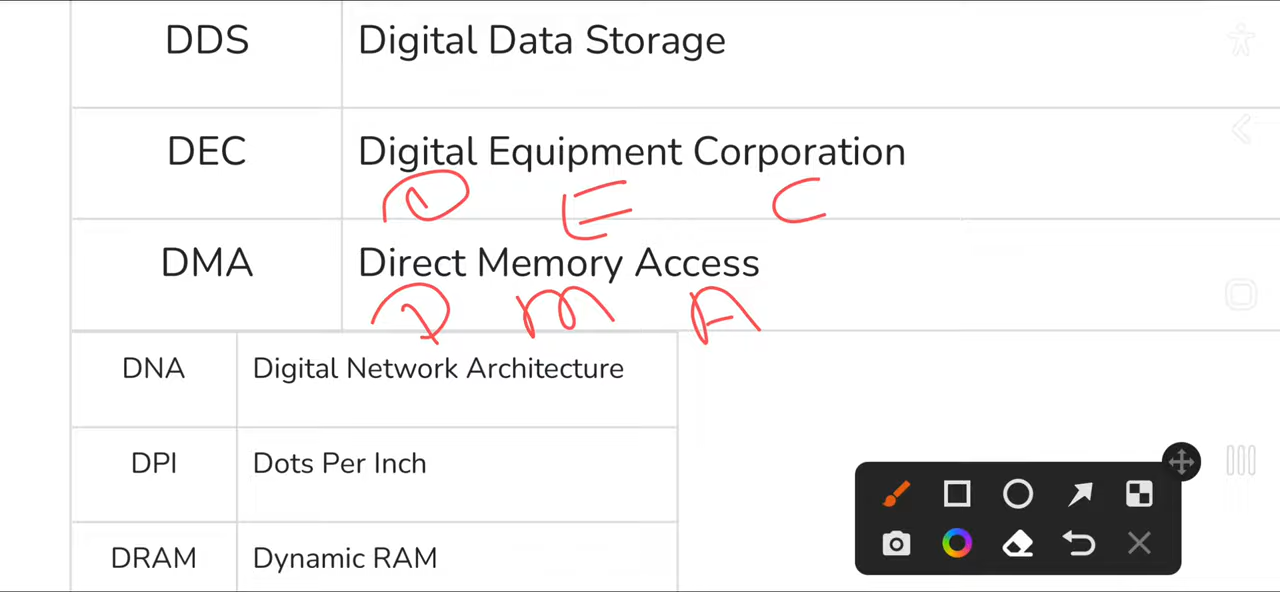 DDS Digital Data Storage
DEC Digital Equipment Corporation
D E C
DMA Direct Memory Access
D M A
DNA Digital Network Architecture
DPI Dots Per Inch
DRAM Dynamic RAM